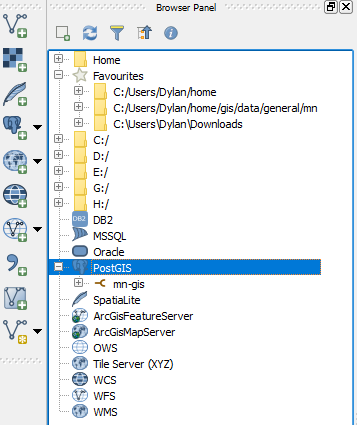 Browser Panel
Home
Favourites
C:/Users/Dylan/home
C:/Users/Dylan/home/gis/data/general/mn
C:\Users\Dylan\Downloads
C:/
D:/
E:/
G:/
H:/
DB2
DB2
MSSQL
Oracle
PostGIS
mn-gis
SpatiaLite
ArcGisFeatureServer
ArcGisMapServer
OWS
Tile Server (XYZ)
WCS
WFS
WMS